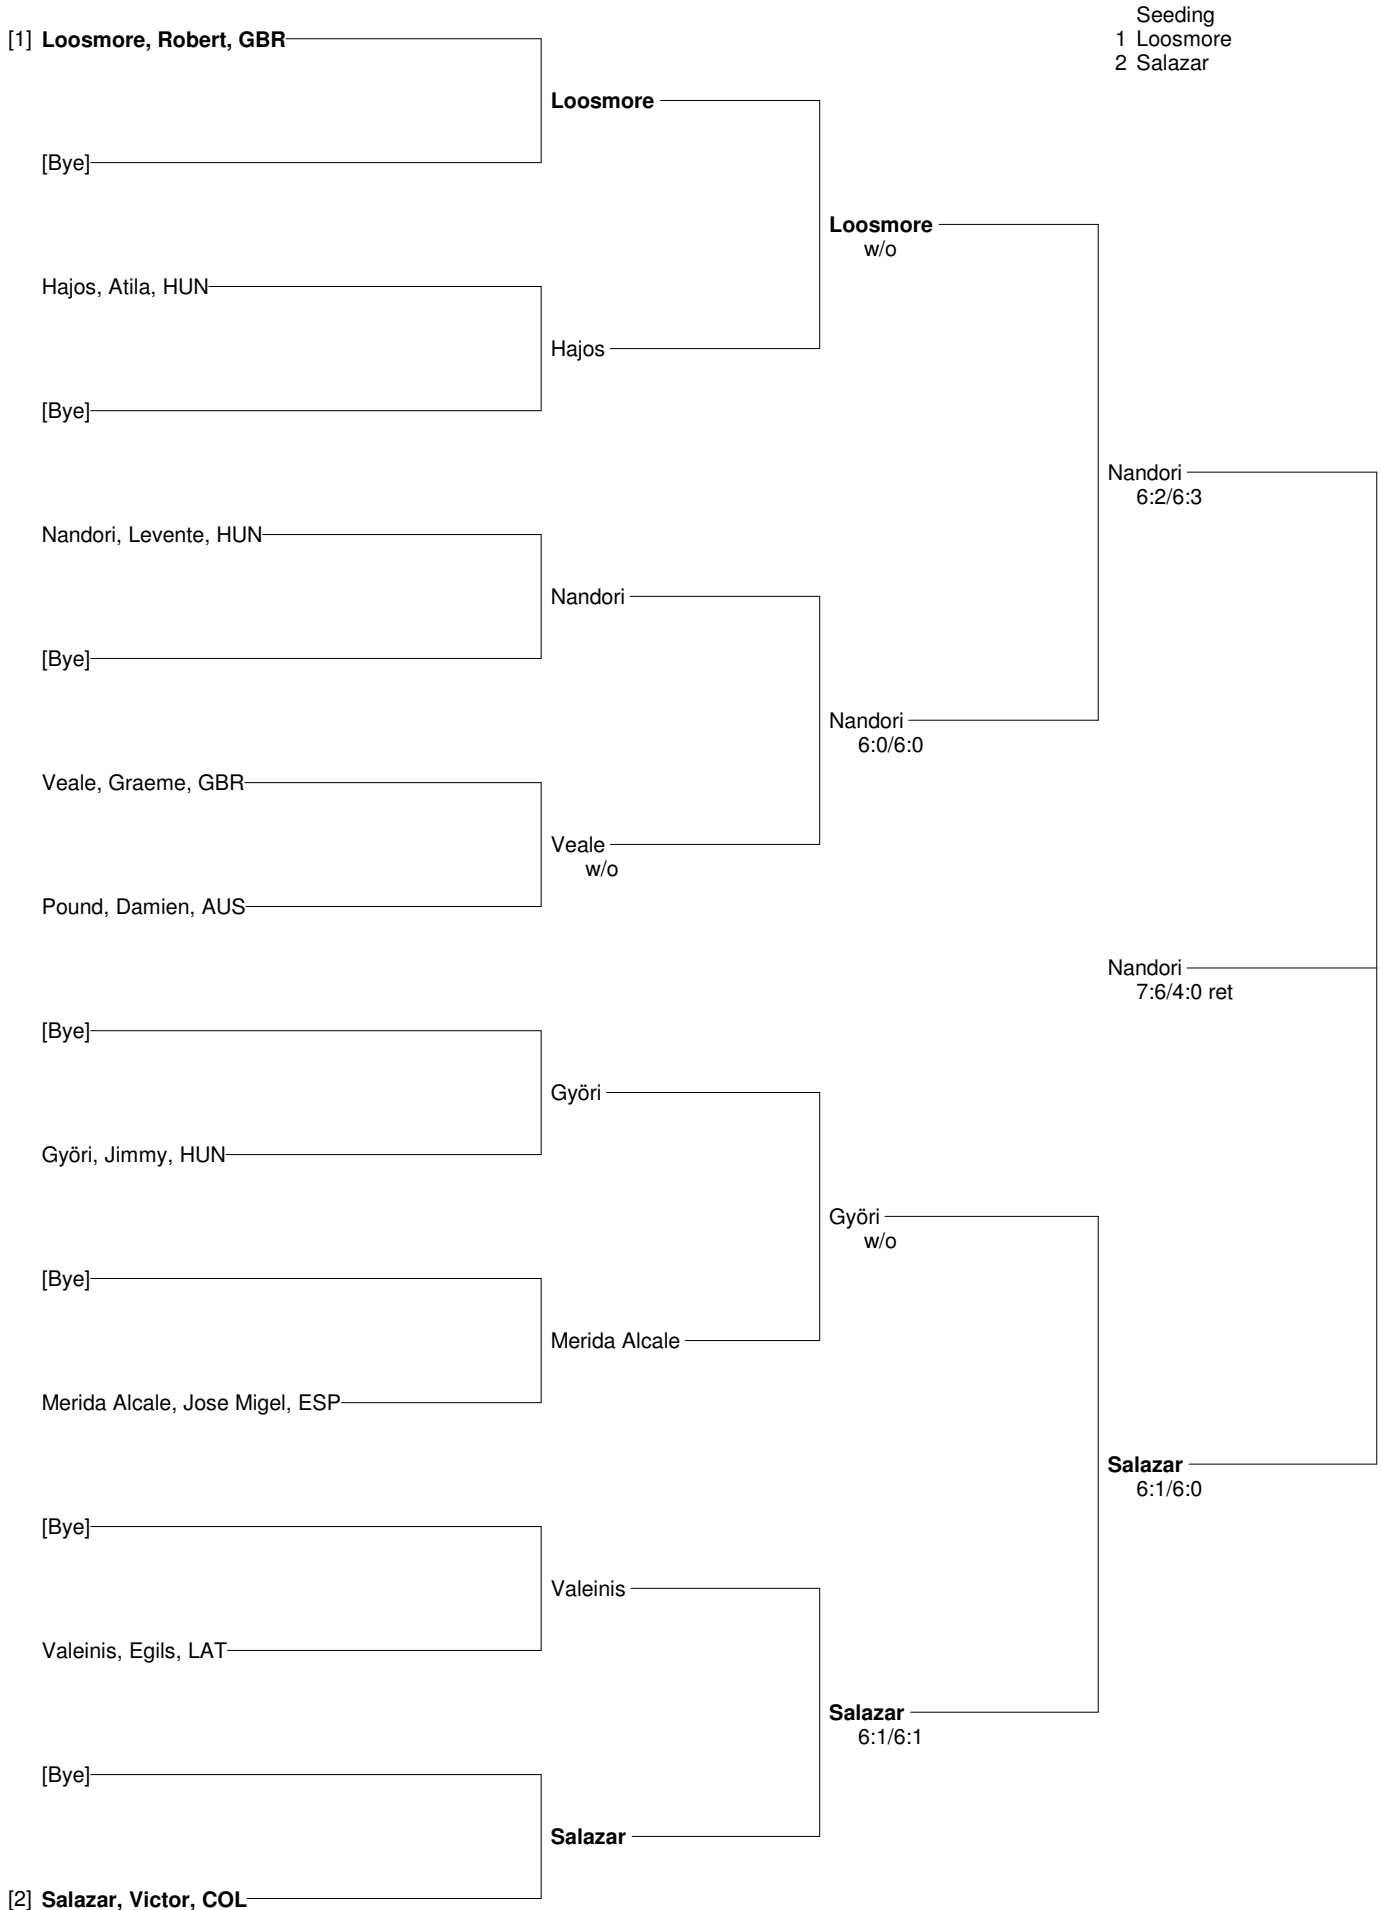 Seeding
1 Loosmore
2 Salazar
[1] Loosmore, Robert, GBR
Loosmore
[Bye]
Loosmore
w/o
Hajos, Atila, HUN
Hajos
[Bye]
Nandori
6:2/6:3
Nandori, Levente, HUN
Nandori
[Bye]
Nandori
6:0/6:0
Veale, Graeme, GBR
Veale
w/o
Pound, Damien, AUS
Nandori
7:6/4:0 ret
[Bye]
Györi
Györi, Jimmy, HUN
Györi
w/o
[Bye]
Merida Alcale
Merida Alcale, Jose Migel, ESP
Salazar
6:1/6:0
[Bye]
Valeinis
Valeinis, Egils, LAT
Salazar
6:1/6:1
[Bye]
Salazar
[2] Salazar, Victor, COL